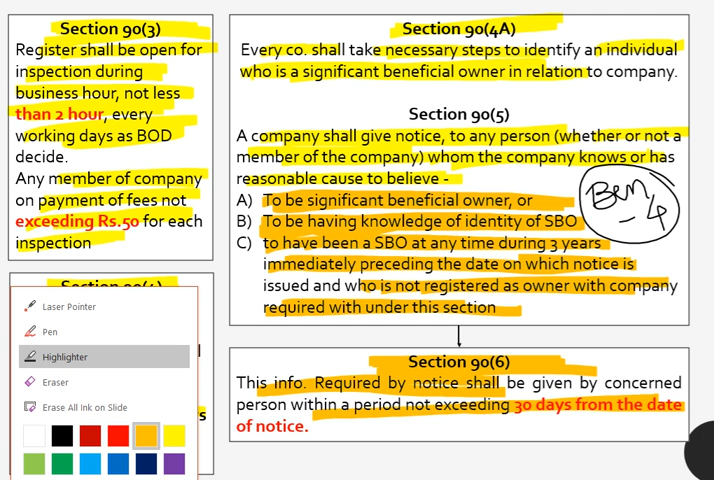 Section 90(3)
Register shall be open for
inspection during
business hour, not less
than 2 hour, every
working days as BOD
decide.
Any member of company
on payment of fees not
exceeding Rs.50 for each
inspection
Section 90(4A)
Every co. shall take necessary steps to identify an individual
who is a significant beneficial owner in relation to company.
Section 90(5)
A company shall give notice, to any person (whether or not a
member of the company) whom the company knows or has
reasonable cause to believe -
A) To be significant beneficial owner, or
B) To be having knowledge of identity of SBO
C) to have been a SBO at any time during 3 years
immediately preceding the date on which notice is
issued and who is not registered as owner with company
required with under this section
Ben
- 4
Section 90(6)
This info. Required by notice shall be given by concerned
person within a period not exceeding 30 days from the date
of notice.
Laser Pointer
Pen
Highlighter
Eraser
Erase All Ink on Slide